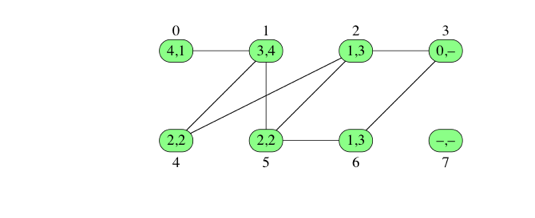 0 1 2 3
4,1 3,4 1,3 0,–
2,2 2,2 1,3 –,–
4 5 6 7